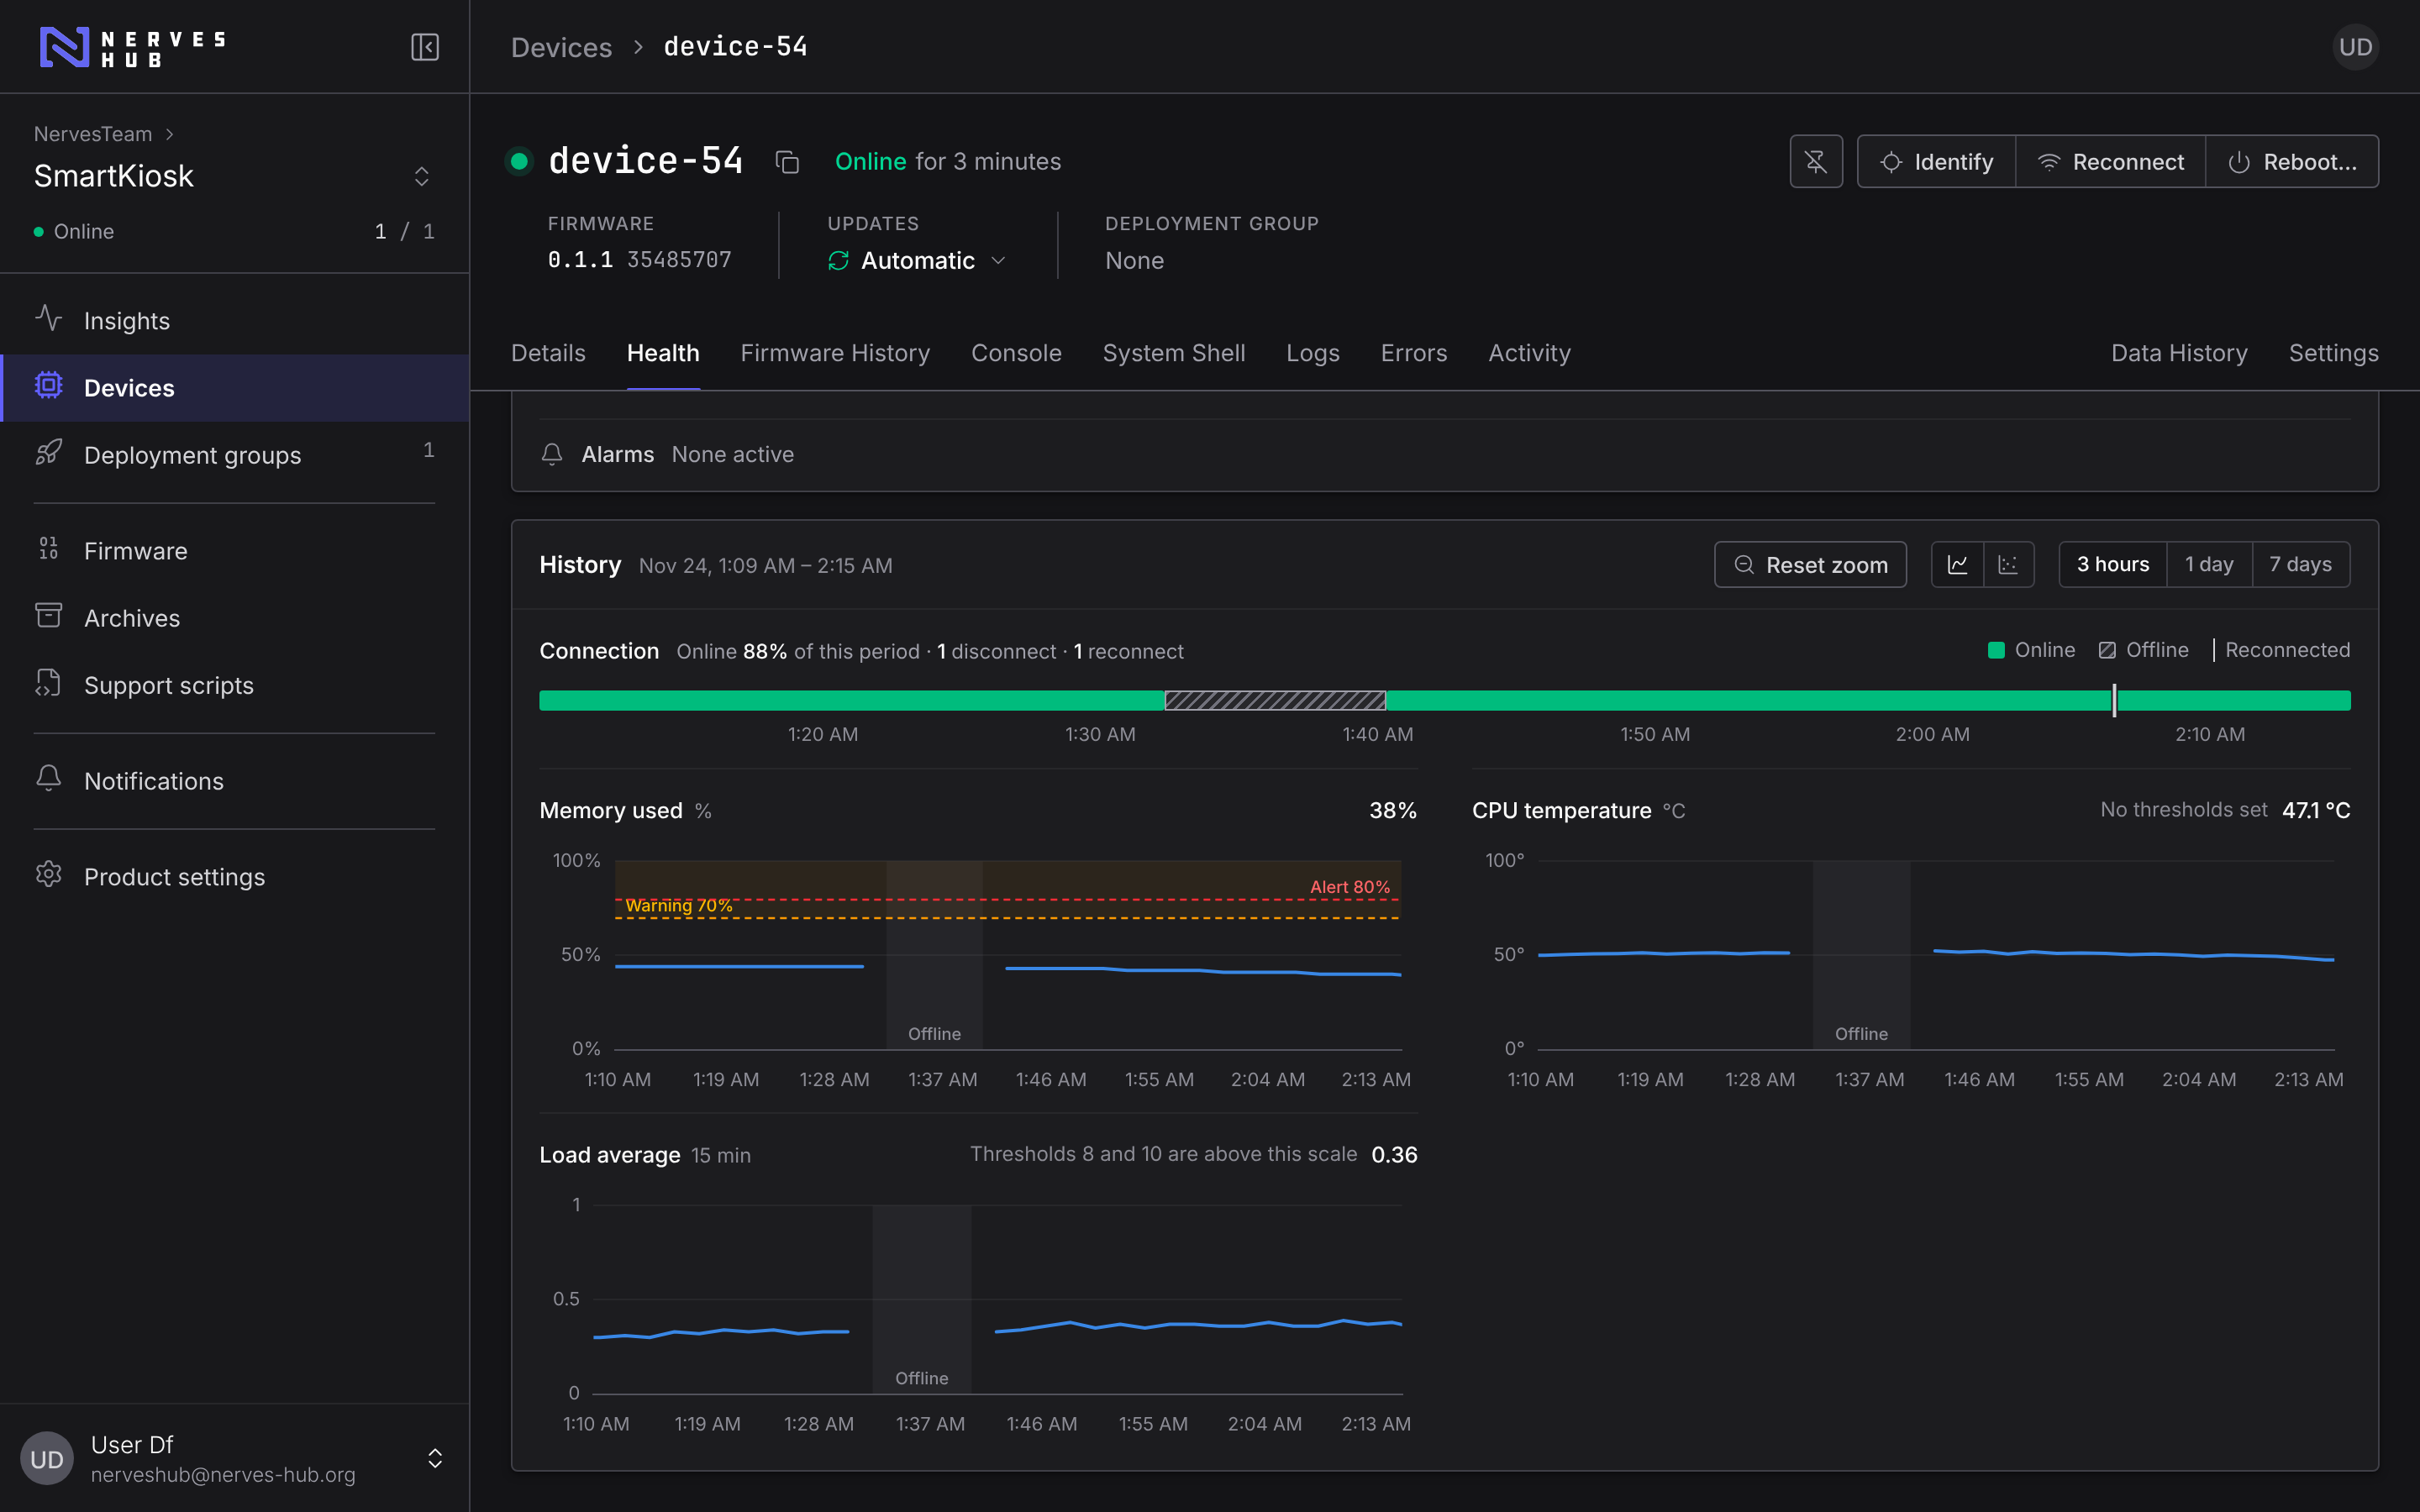 NERVES
HUB
Devices > device-54
UD
NervesTeam >
SmartKiosk
Online 1 / 1
Insights
Devices
Deployment groups 1
Firmware
Archives
Support scripts
Notifications
Product settings
UD
User Df
nerveshub@nerves-hub.org
device-54 Online for 3 minutes
Identify Reconnect Reboot...
FIRMWARE UPDATES DEPLOYMENT GROUP
0.1.1 35485707 Automatic None
Details Health Firmware History Console System Shell Logs Errors Activity Data History Settings
Alarms None active
History Nov 24, 1:09 AM – 2:15 AM Reset zoom 3 hours 1 day 7 days
Connection Online 88% of this period · 1 disconnect · 1 reconnect Online Offline Reconnected
1:20 AM 1:30 AM 1:40 AM 1:50 AM 2:00 AM 2:10 AM
Memory used % 38%
100%
Alert 80%
Warning 70%
50%
Offline
0%
1:10 AM 1:19 AM 1:28 AM 1:37 AM 1:46 AM 1:55 AM 2:04 AM 2:13 AM
CPU temperature °C No thresholds set 47.1 °C
100°
50°
Offline
0°
1:10 AM 1:19 AM 1:28 AM 1:37 AM 1:46 AM 1:55 AM 2:04 AM 2:13 AM
Load average 15 min Thresholds 8 and 10 are above this scale 0.36
1
0.5
Offline
0
1:10 AM 1:19 AM 1:28 AM 1:37 AM 1:46 AM 1:55 AM 2:04 AM 2:13 AM